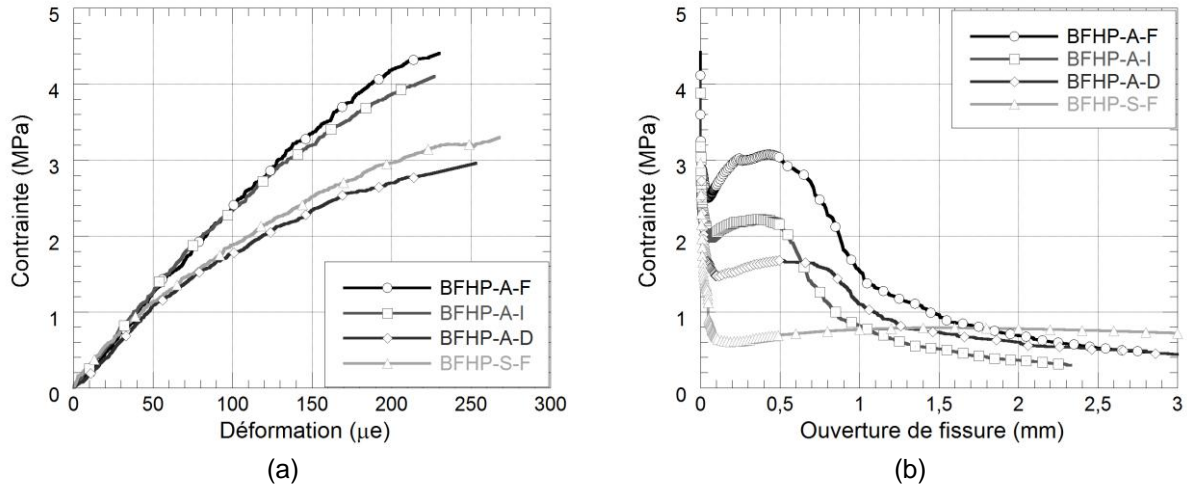 5
4
3
2
1
0
Contrainte (MPa)
BFHP-A-F
BFHP-A-I
BFHP-A-D
BFHP-S-F
0 50 100 150 200 250 300
Déformation (µe)
(a)
5
4
3
2
1
0
Contrainte (MPa)
BFHP-A-F
BFHP-A-I
BFHP-A-D
BFHP-S-F
0 0,5 1 1,5 2 2,5 3
Ouverture de fissure (mm)
(b)